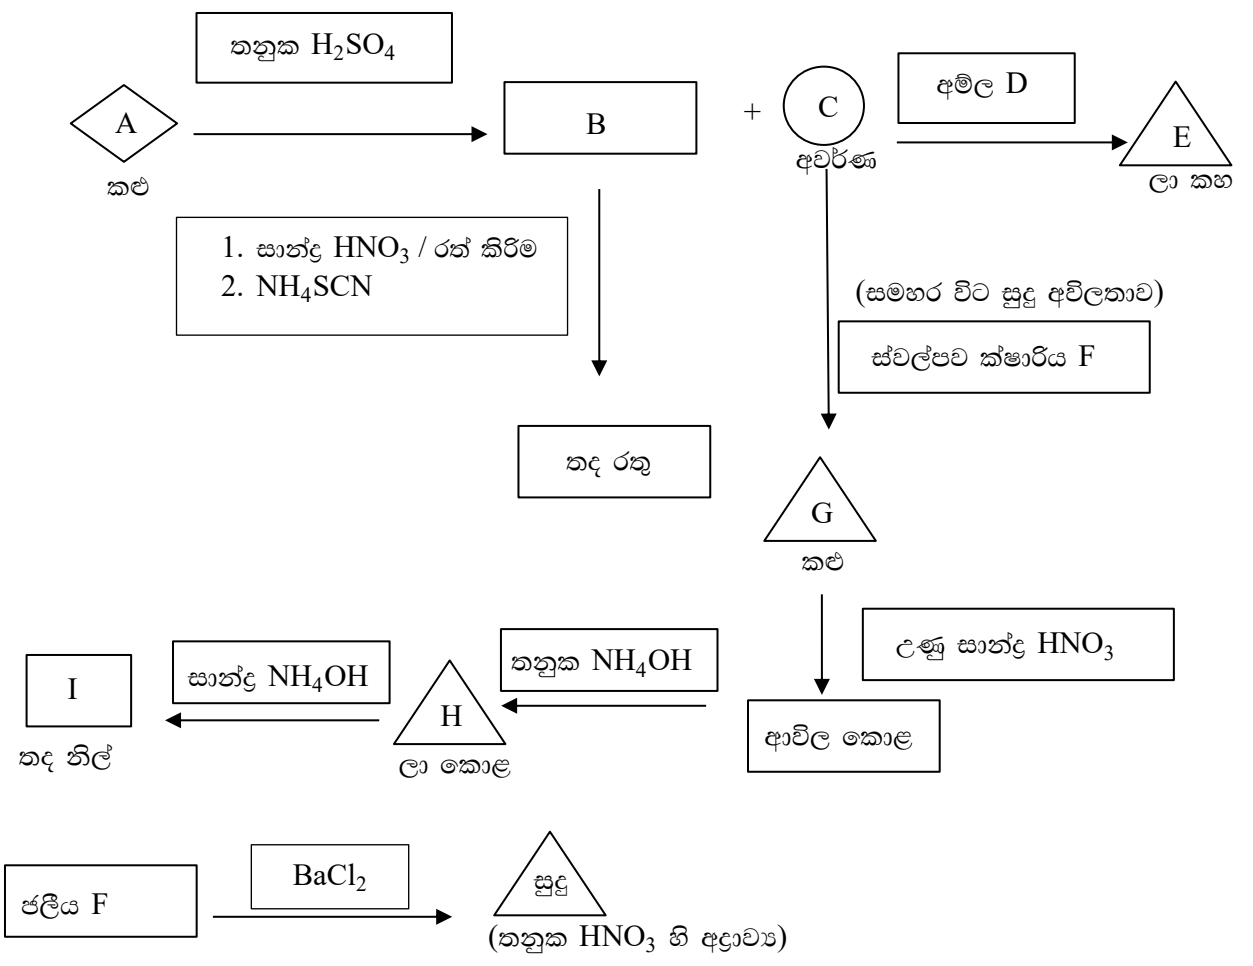 තනුක H₂SO₄
A
කළු
B
+
C
අවර්ණ
අම්ල D
E
ලා කහ
1. සාන්ද්‍ර HNO₃ / රත් කිරිම
2. NH₄SCN
(සමහර විට සුදු අවිලතාව)
ස්වල්පව ක්ෂාරිය F
තද රතු
G
කළු
උණු සාන්ද්‍ර HNO₃
ආවිල කොළ
තනුක NH₄OH
H
ලා කොළ
සාන්ද්‍ර NH₄OH
I
තද නිල්
ජලීය F
BaCl₂
සුදු
(තනුක HNO₃ හි අද්‍රාව්‍ය)